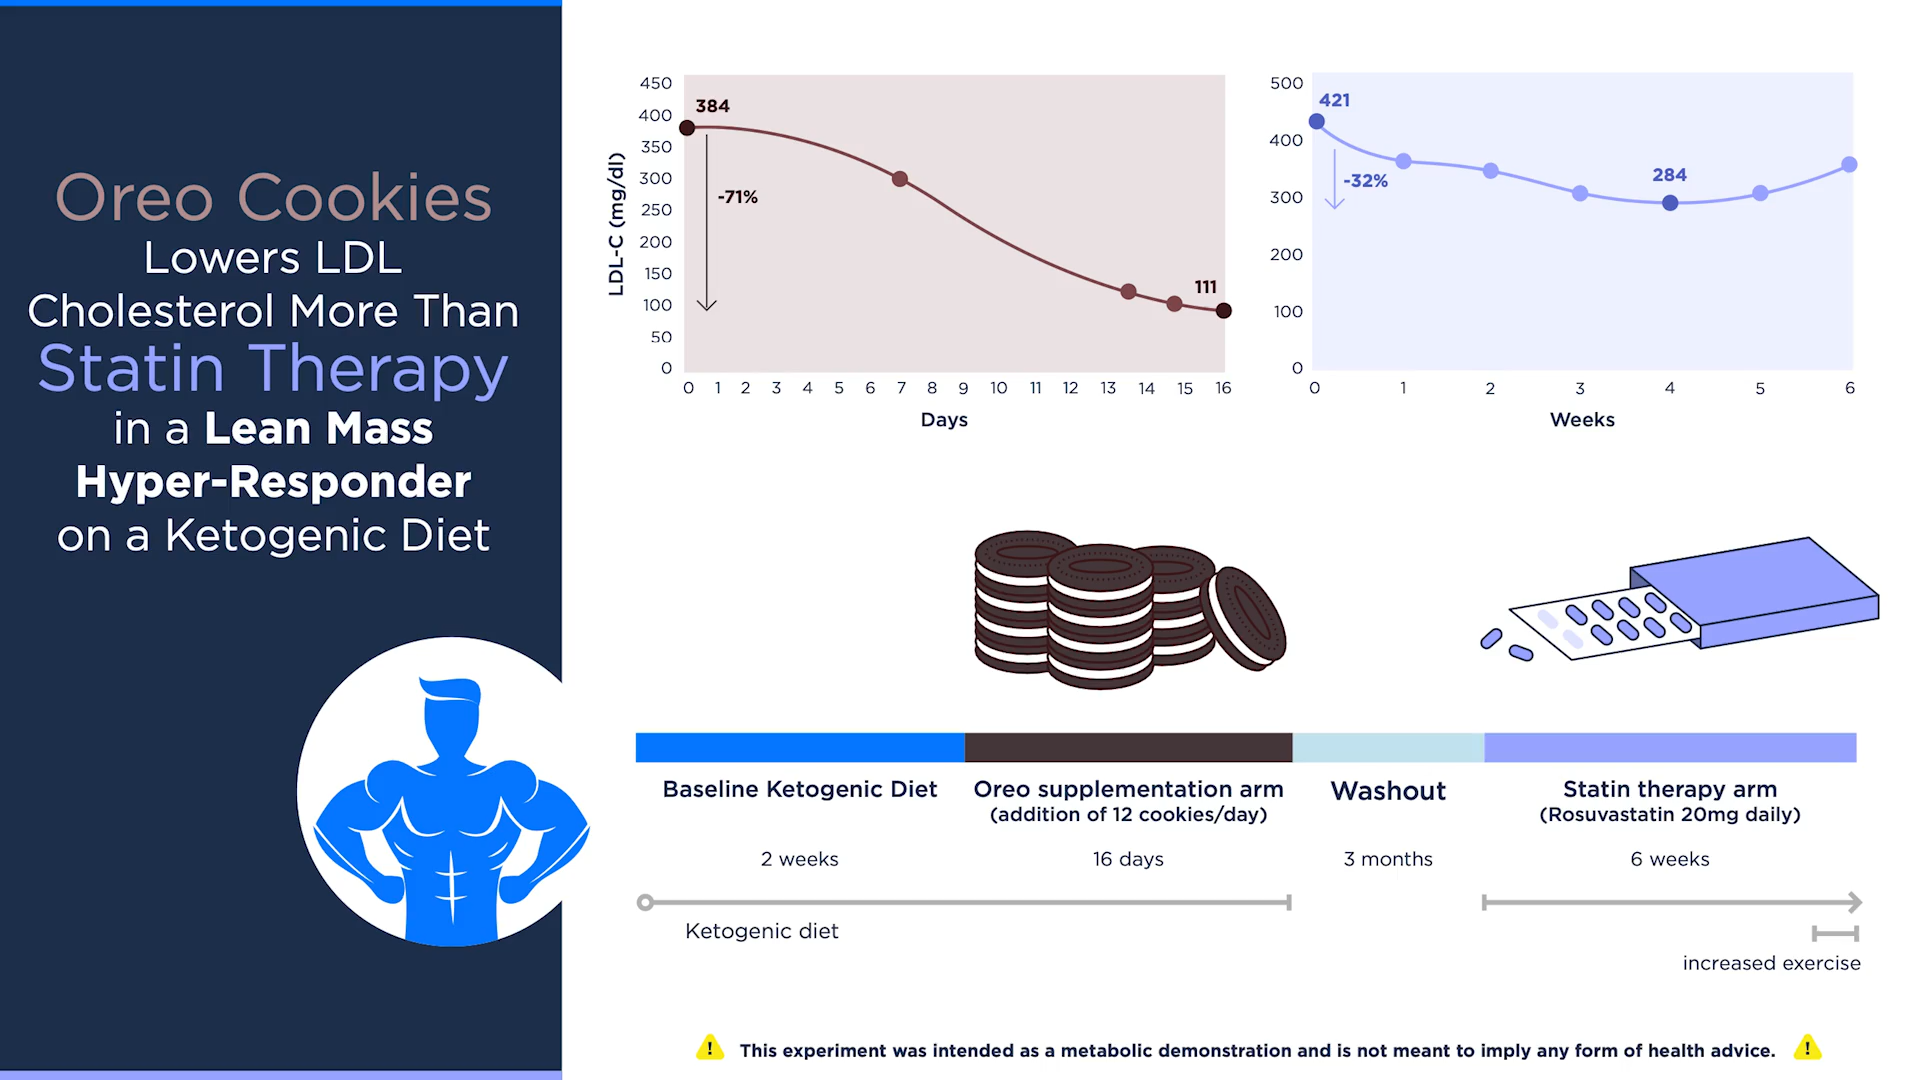 Oreo Cookies
Lowers LDL
Cholesterol More Than
Statin Therapy
in a Lean Mass
Hyper-Responder
on a Ketogenic Diet
LDL-C (mg/dl)
450
400
350
300
250
200
150
100
50
0
384
-71%
111
0 1 2 3 4 5 6 7 8 9 10 11 12 13 14 15 16
Days
500
400
300
200
100
0
421
-32%
284
0 1 2 3 4 5 6
Weeks
Baseline Ketogenic Diet
2 weeks
Oreo supplementation arm
(addition of 12 cookies/day)
16 days
Washout
3 months
Statin therapy arm
(Rosuvastatin 20mg daily)
6 weeks
Ketogenic diet
increased exercise
! This experiment was intended as a metabolic demonstration and is not meant to imply any form of health advice. !